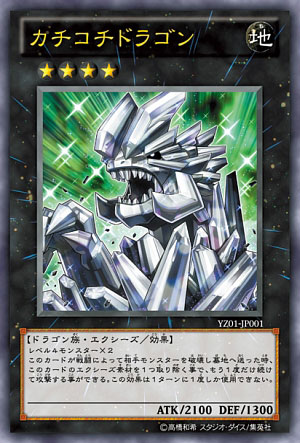 カチコチドラゴン
地
YZ01-JP001
【ドラゴン族・エクシーズ/効果】
レベル4モンスター×2
このカードが戦闘によって相手モンスターを破壊し墓地へ送った時、
このカードのエクシーズ素材を1つ取り除く事で、もう1度だけ続け
て攻撃する事ができる。この効果は1ターンに1度しか使用できない。
ATK/2100 DEF/1300
©高橋和希 スタジオ・ダイス/集英社